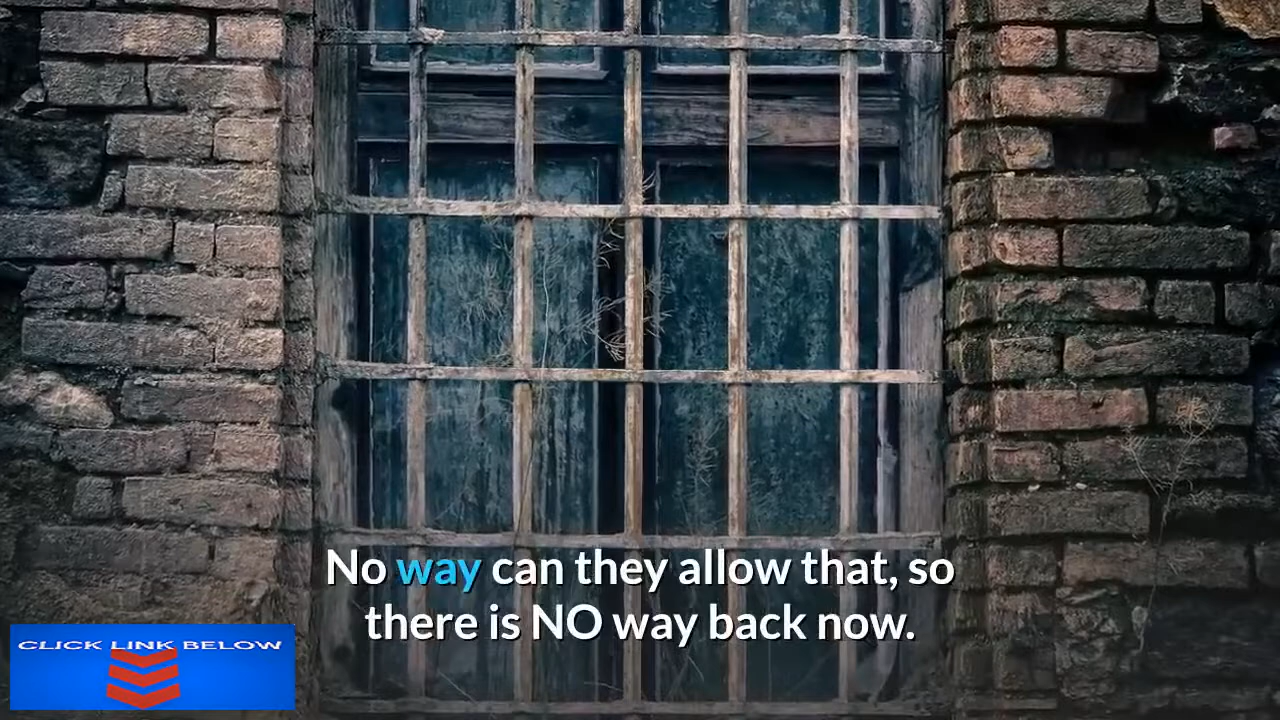 No way can they allow that, so
there is NO way back now.
CLICK LINK BELOW